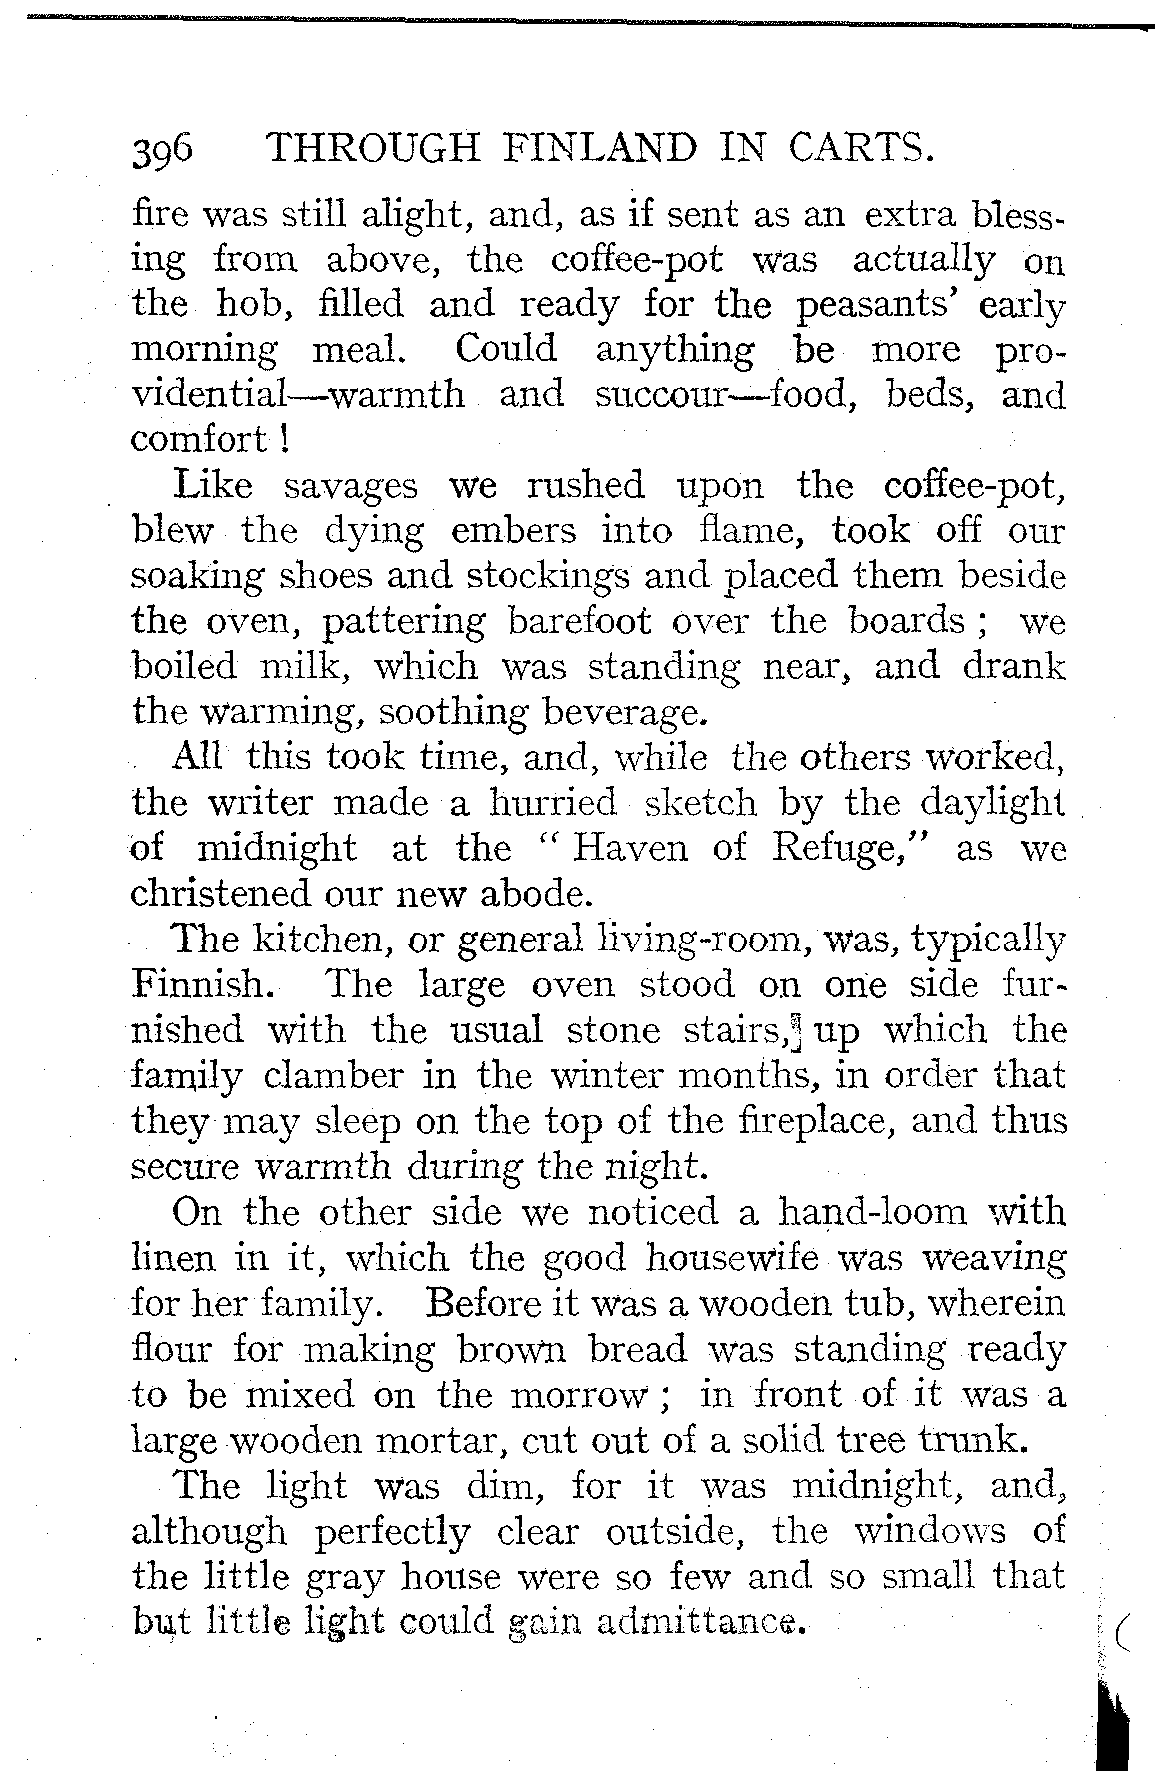 396 THROUGH FINLAND IN CARTS.
fire was still alight, and, as if sent as an extra bless-
ing from above, the coffee-pot was actually on
the hob, filled and ready for the peasants' early
morning meal. Could anything be more pro-
vidential—warmth and succour—food, beds, and
comfort !
Like savages we rushed upon the coffee-pot,
blew the dying embers into flame, took off our
soaking shoes and stockings and placed them beside
the oven, pattering barefoot over the boards ; we
boiled milk, which was standing near, and drank
the warming, soothing beverage.
All this took time, and, while the others worked,
the writer made a hurried sketch by the daylight
of midnight at the " Haven of Refuge," as we
christened our new abode.
The kitchen, or general living-room, was, typically
Finnish. The large oven stood on one side fur-
nished with the usual stone stairs, up which the
family clamber in the winter months, in order that
they may sleep on the top of the fireplace, and thus
secure warmth during the night.
On the other side we noticed a hand-loom with
linen in it, which the good housewife was weaving
for her family. Before it was a wooden tub, wherein
flour for making brown bread was standing ready
to be mixed on the morrow ; in front of it was a
large wooden mortar, cut out of a solid tree trunk.
The light was dim, for it was midnight, and,
although perfectly clear outside, the windows of
the little gray house were so few and so small that
but little light could gain admittance.